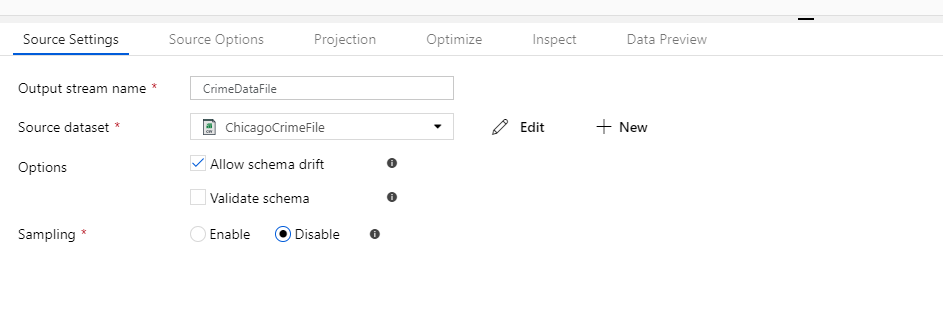 Source Settings Source Options Projection Optimize Inspect Data Preview
Output stream name * CrimeDataFile
Source dataset * ChicagoCrimeFile Edit New
Options Allow schema drift
Validate schema
Sampling * Enable Disable